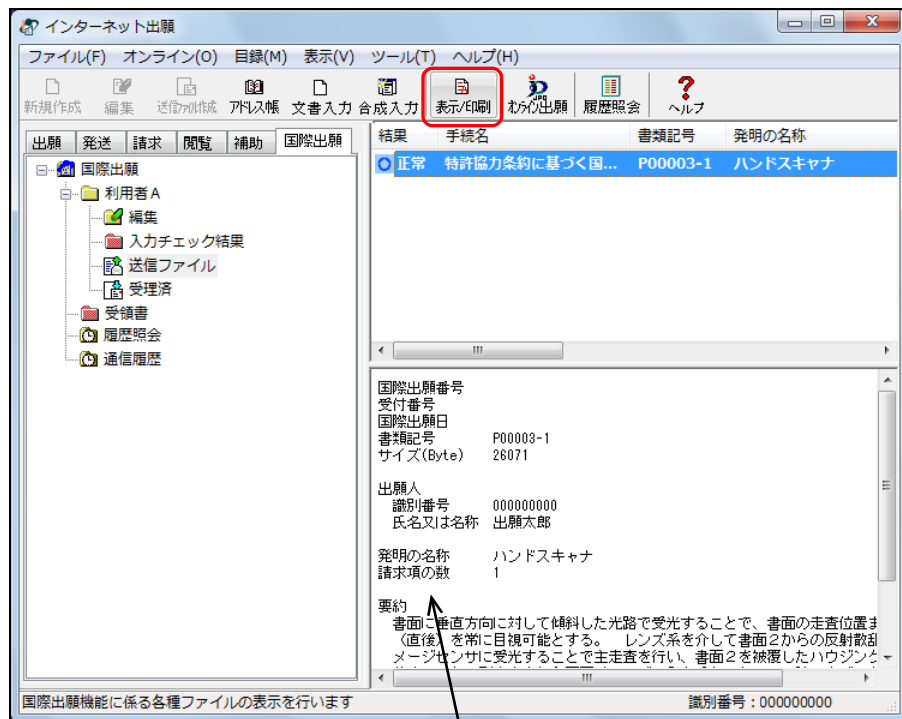 インターネット出願
ファイル(F) オンライン(O) 目録(M) 表示(V) ツール(T) ヘルプ(H)
新規作成 編集 送信ファイル作成 アドレス帳 文書入力 合成入力 表示/印刷 オンライン出願 履歴照会 ヘルプ
出願 発送 請求 閲覧 補助 国際出願
国際出願
利用者A
編集
入力チェック結果
送信ファイル
受理済
受領書
履歴照会
通信履歴
結果 手続名 書類記号 発明の名称
正常 特許協力条約に基づく国... P00003-1 ハンドスキャナ
国際出願番号
受付番号
国際出願日
書類記号 P00003-1
サイズ(Byte) 26071
出願人
識別番号 000000000
氏名又は名称 出願太郎
発明の名称 ハンドスキャナ
請求項の数 1
要約
書面に垂直方向に対して傾斜した光路で受光することで、書面の走査位置ま
（直後）を常に目視可能とする。 レンズ系を介して書面２からの反射散乱
メージセンサに受光することで主走査を行い、書面２を被覆したハウジング
国際出願機能に係る各種ファイルの表示を行います
識別番号：000000000